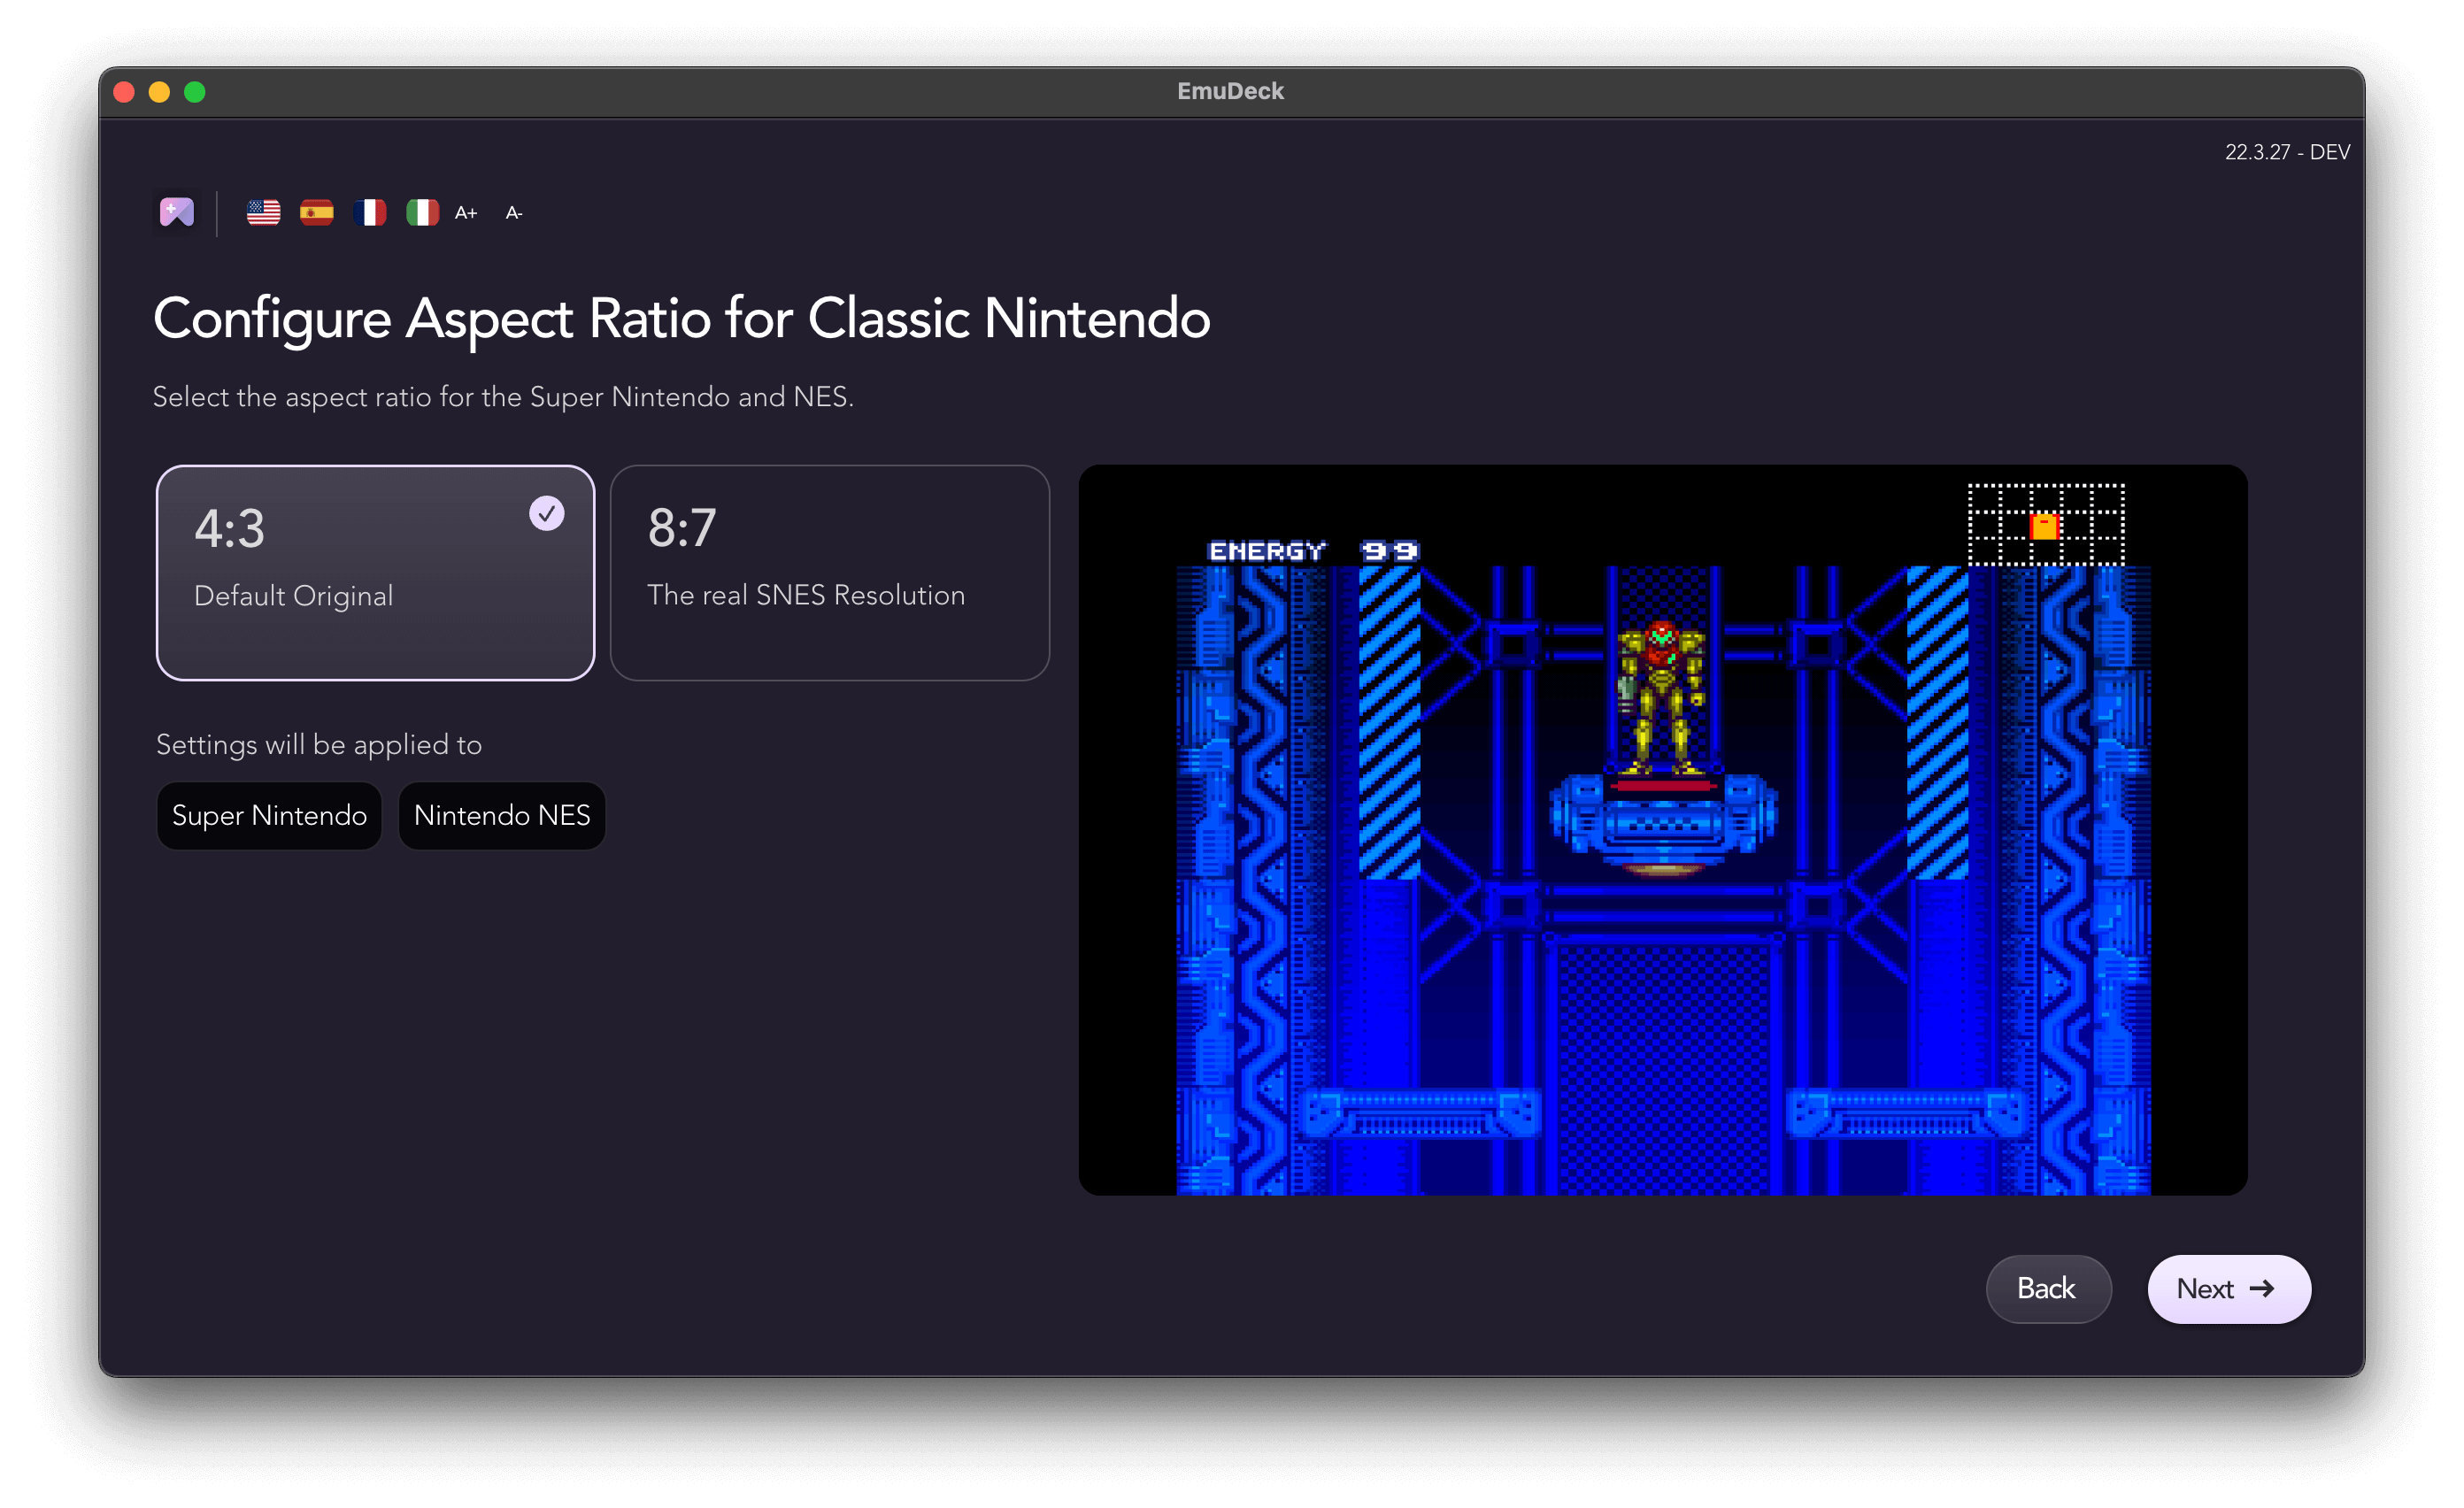 EmuDeck
22.3.27 - DEV
A+ A-
Configure Aspect Ratio for Classic Nintendo
Select the aspect ratio for the Super Nintendo and NES.
4:3
Default Original
8:7
The real SNES Resolution
Settings will be applied to
Super Nintendo Nintendo NES
ENERGY 99
Back Next →